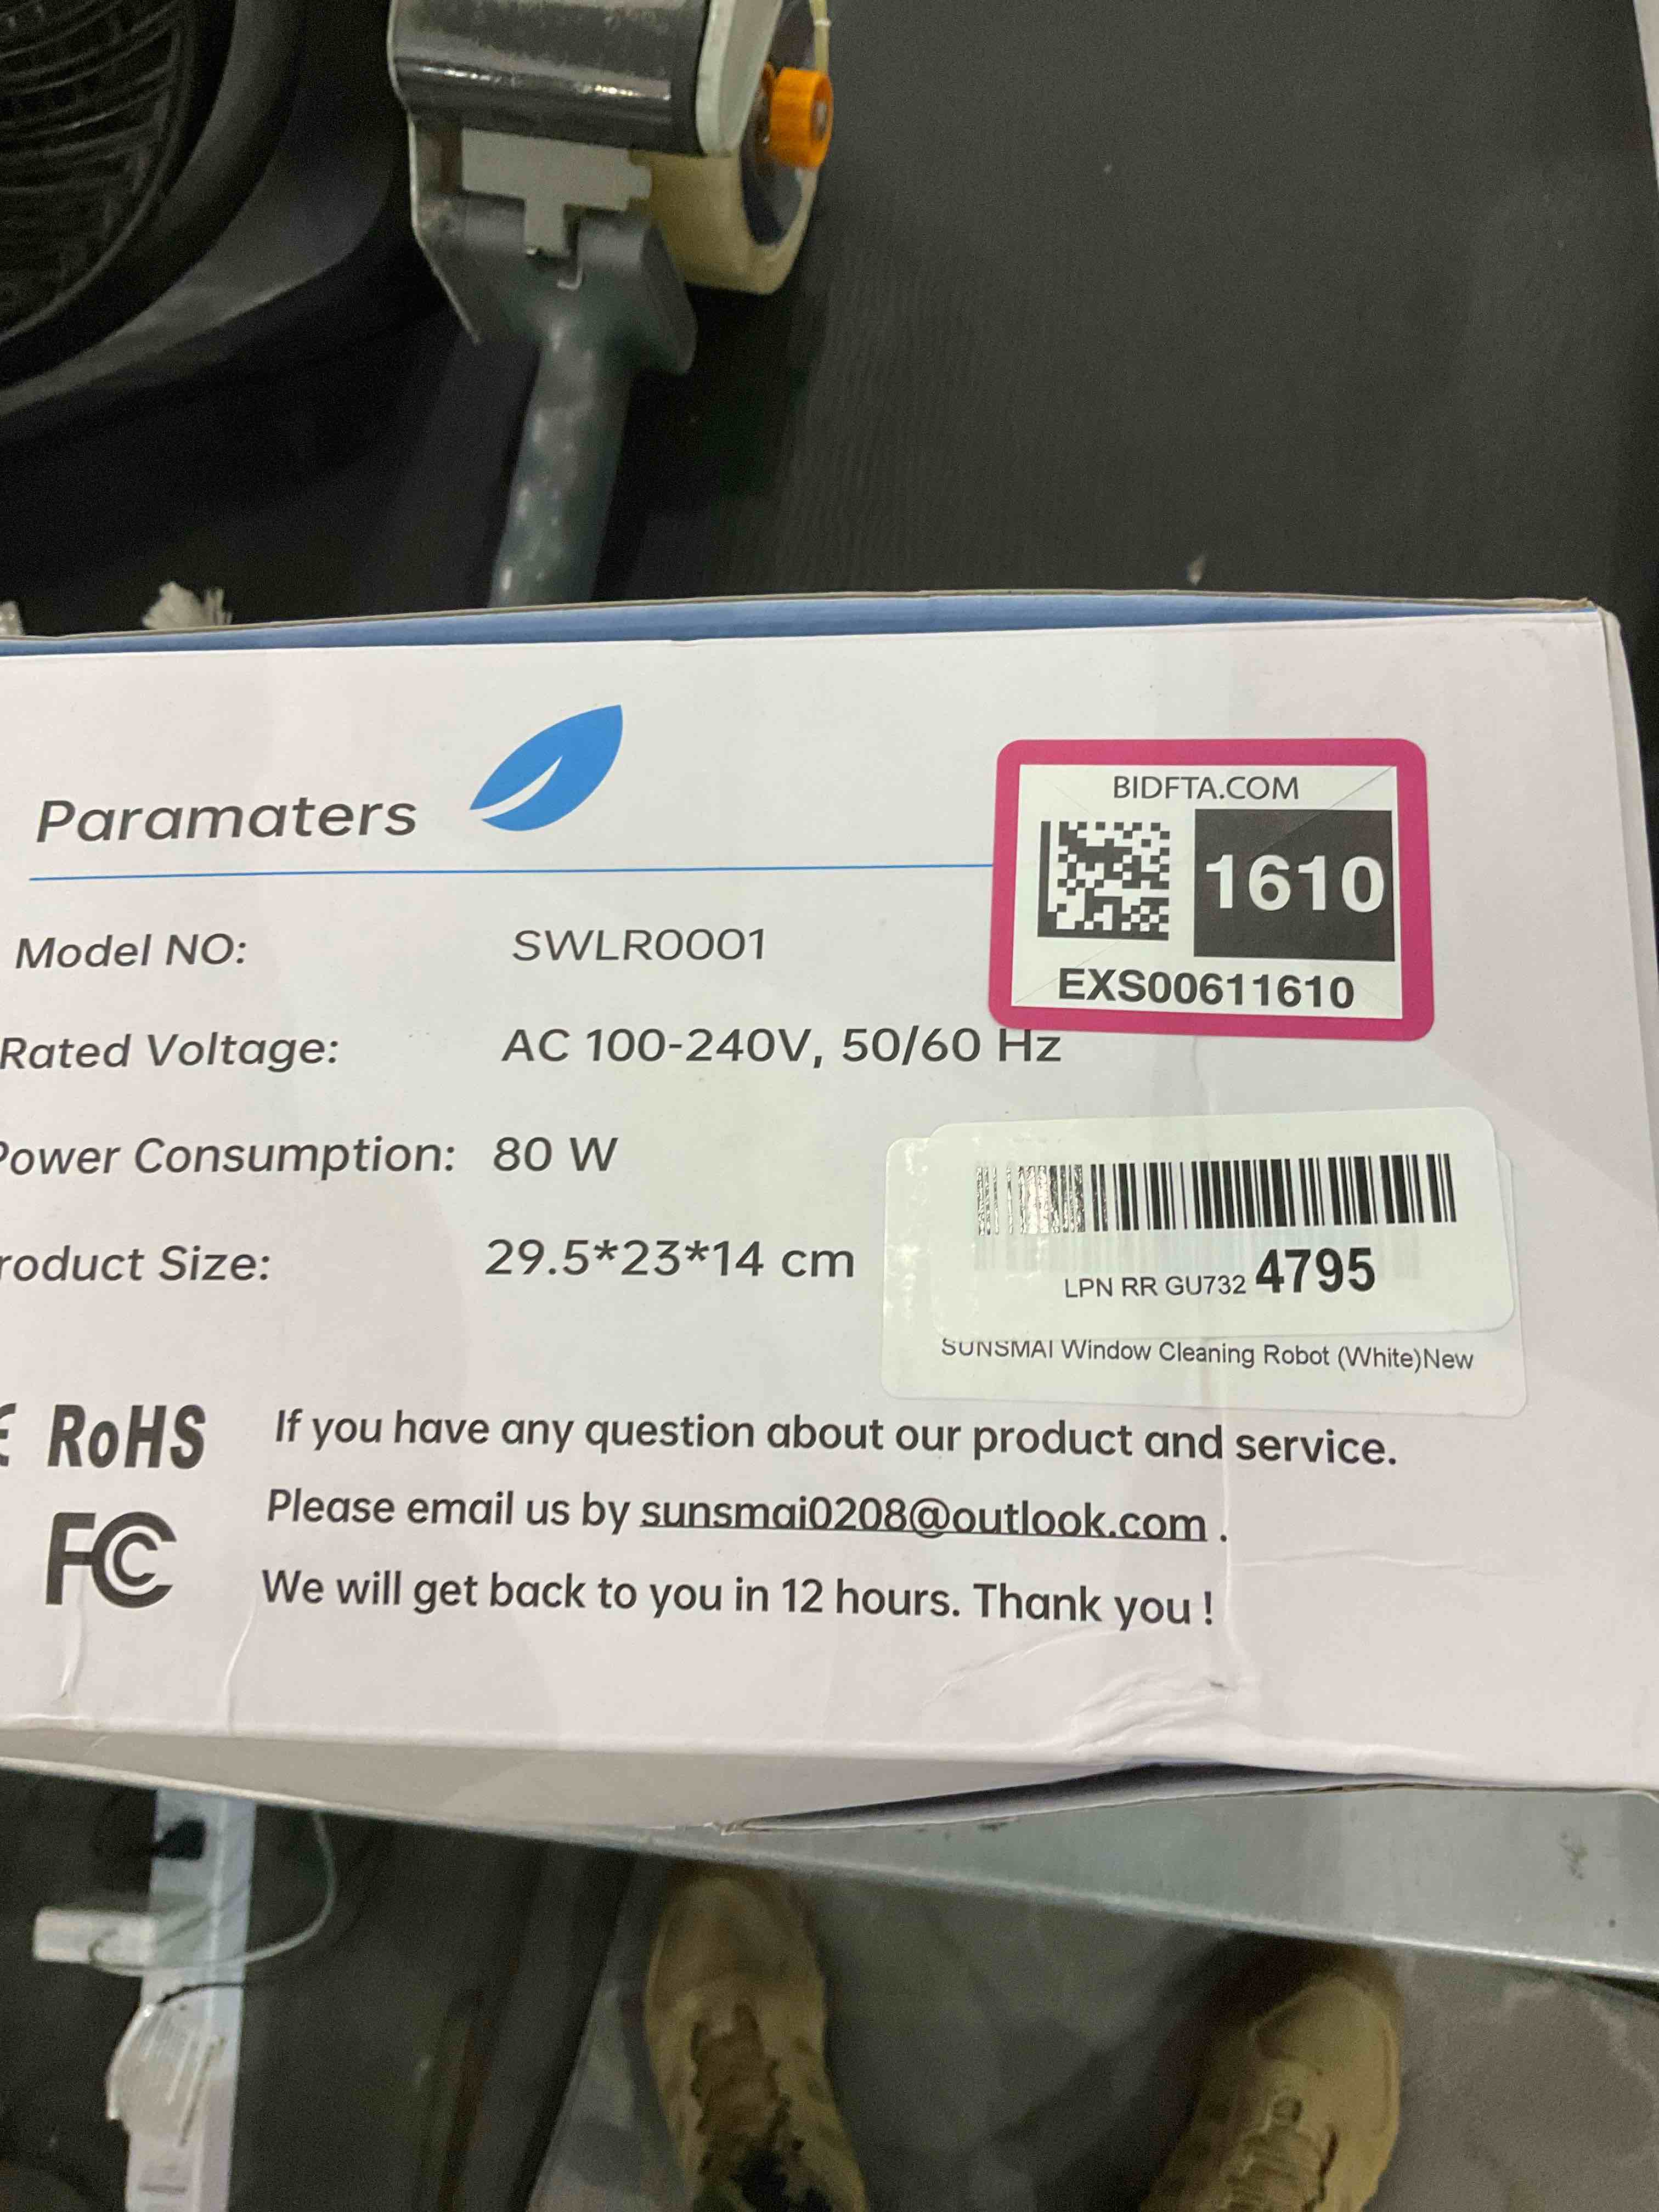 Paramaters
BIDFTA.COM
1610
EXS00611610
Model NO: SWLR0001
Rated Voltage: AC 100-240V, 50/60 Hz
Power Consumption: 80 W
roduct Size: 29.5*23*14 cm
LPN RR GU732 4795
SUNSMAI Window Cleaning Robot (White)New
RoHS
FC
If you have any question about our product and service.
Please email us by sunsmai0208@outlook.com .
We will get back to you in 12 hours. Thank you !